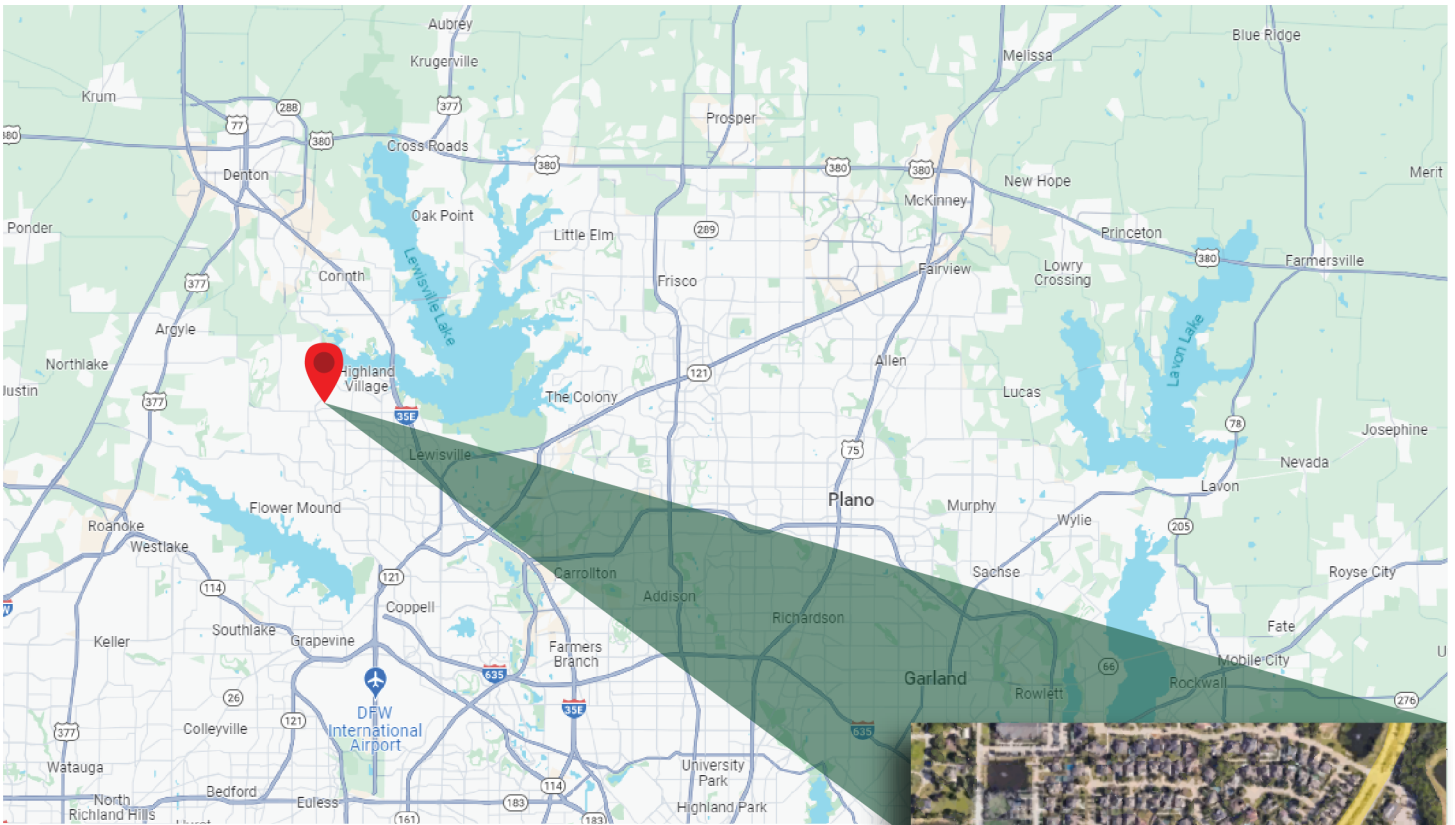 Aubrey
Blue Ridge
Melissa
Krugerville
Krum
377
288
Prosper
77
380
380
Cross Roads
380
380
380
Denton
Merit
New Hope
McKinney
Oak Point
Ponder
289
Little Elm
Princeton
380
Farmersville
Lowry
Crossing
Fairview
Corinth
377
Frisco
Lewisville Lake
Argyle
Lavon Lake
Northlake
Allen
Highland
Village
121
Justin
Lucas
377
The Colony
35E
78
Josephine
75
Lewisville
Nevada
Lavon
Plano
Murphy
Flower Mound
Wylie
205
Roanoke
Westlake
Carrollton
Sachse
Royse City
121
114
Addison
Coppell
Richardson
Fate
Southlake
Grapevine
Keller
Farmers
Branch
Mobile City
66
635
Garland
Rockwall
Rowlett
26
276
35E
DFW
International
Airport
121
Colleyville
377
635
Watauga
University
Park
114
Bedford
North
Richland Hills
Euless
183
Highland Park
161
183
Hurst